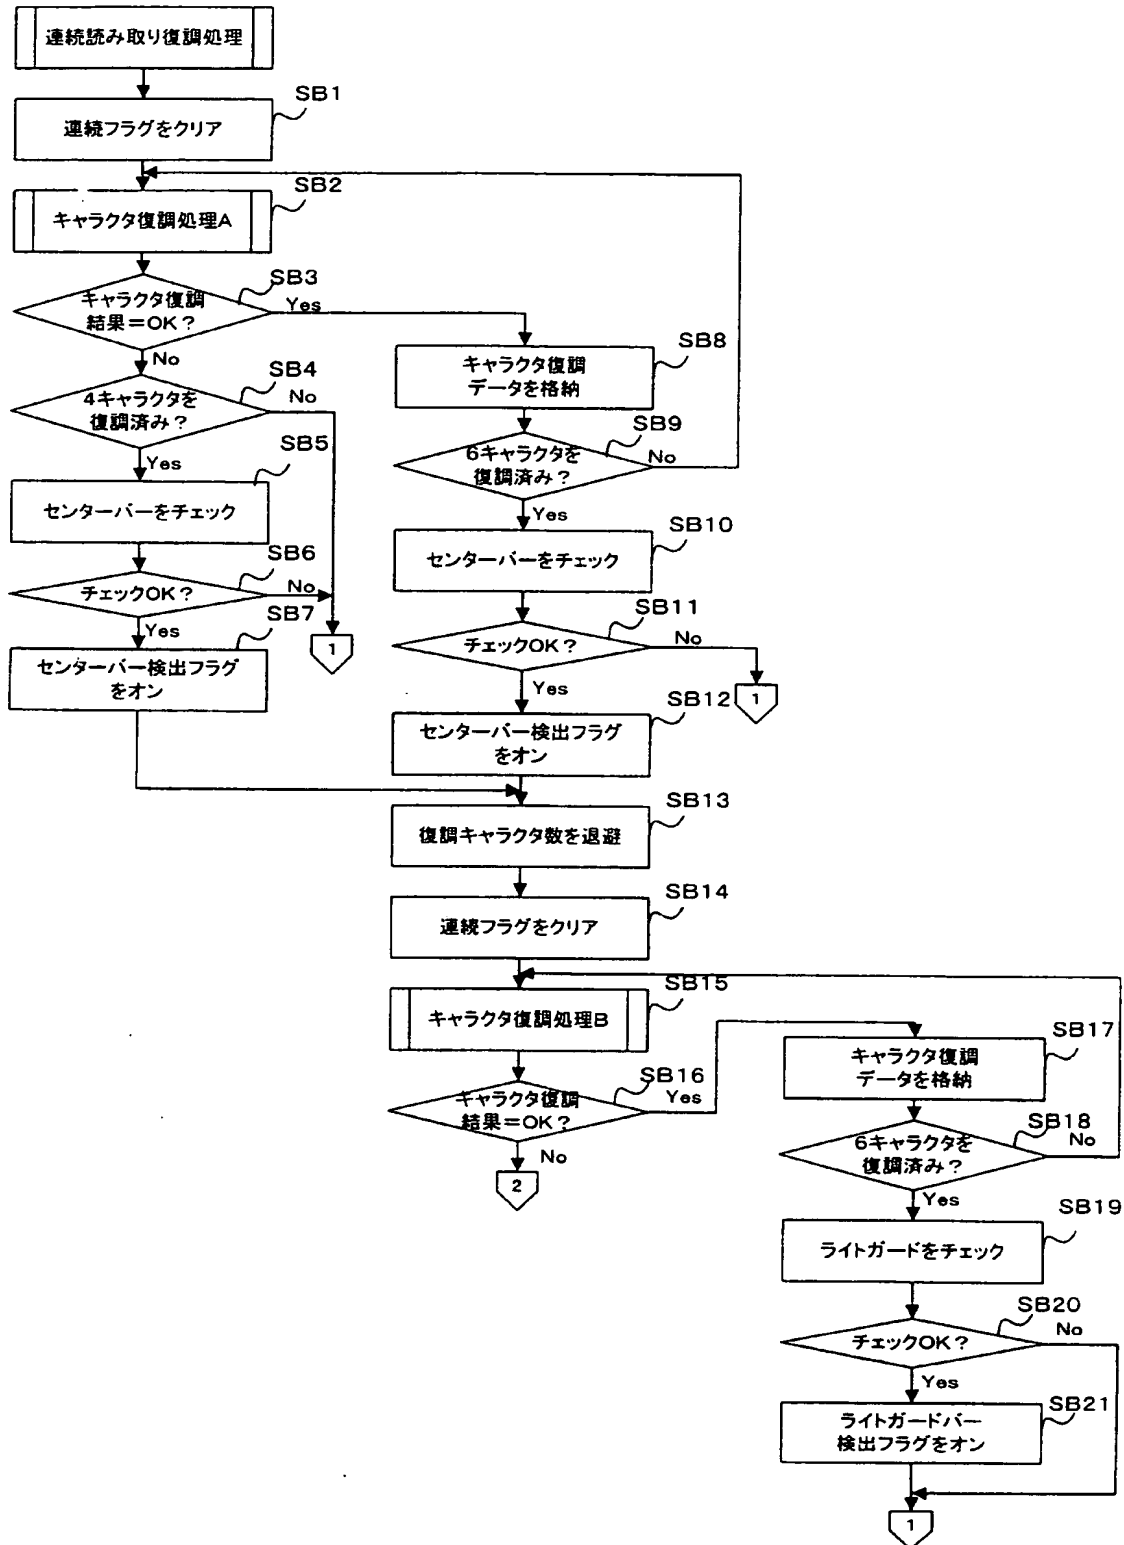 連続読み取り復調処理
SB1
連続フラグをクリア
SB2
キャラクタ復調処理A
SB3
キャラクタ復調
結果=OK?
Yes
No
SB4
4キャラクタを
復調済み?
No
Yes
SB5
センターバーをチェック
SB6
チェックOK?
No
Yes
SB7
センターバー検出フラグ
をオン
1
SB8
キャラクタ復調
データを格納
SB9
6キャラクタを
復調済み?
No
Yes
SB10
センターバーをチェック
SB11
チェックOK?
No
Yes
1
SB12
センターバー検出フラグ
をオン
SB13
復調キャラクタ数を退避
SB14
連続フラグをクリア
SB15
キャラクタ復調処理B
SB16
キャラクタ復調
結果=OK?
Yes
No
2
SB17
キャラクタ復調
データを格納
SB18
6キャラクタを
復調済み?
No
Yes
SB19
ライトガードをチェック
SB20
チェックOK?
No
Yes
SB21
ライトガードバー
検出フラグをオン
1